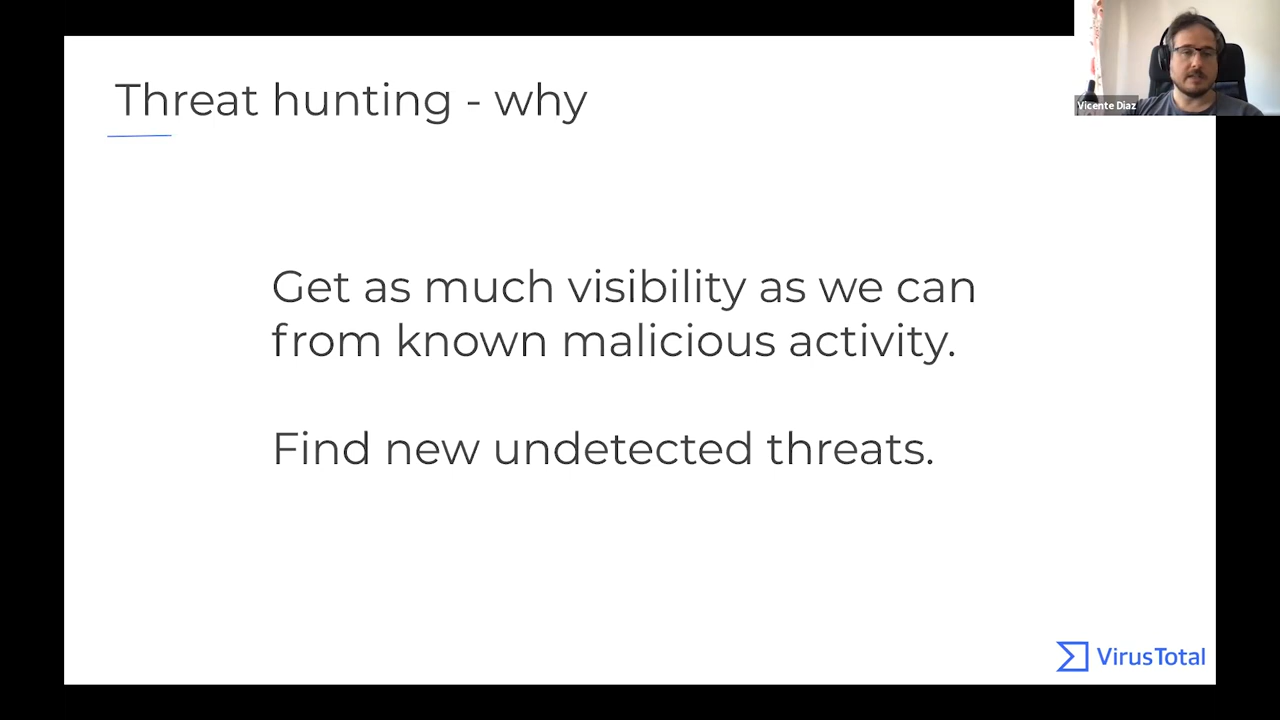 Threat hunting - why
Vicente Diaz
Get as much visibility as we can
from known malicious activity.
Find new undetected threats.
VirusTotal